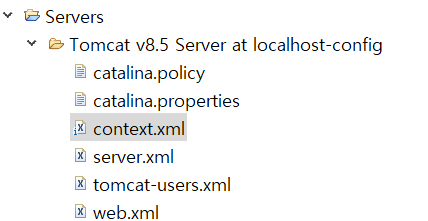 Servers
Tomcat v8.5 Server at localhost-config
catalina.policy
catalina.properties
context.xml
server.xml
tomcat-users.xml
web.xml